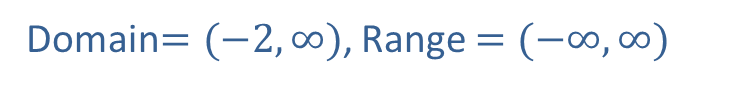 Domain= (−2, ∞), Range = (−∞, ∞)